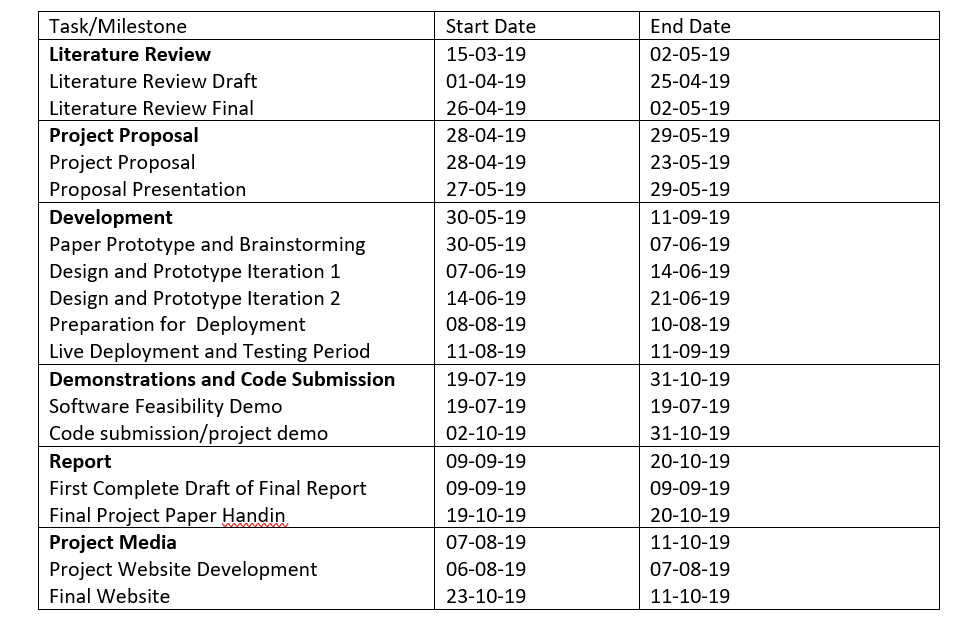 Task/Milestone Start Date End Date
Literature Review 15-03-19 02-05-19
Literature Review Draft 01-04-19 25-04-19
Literature Review Final 26-04-19 02-05-19
Project Proposal 28-04-19 29-05-19
Project Proposal 28-04-19 23-05-19
Proposal Presentation 27-05-19 29-05-19
Development 30-05-19 11-09-19
Paper Prototype and Brainstorming 30-05-19 07-06-19
Design and Prototype Iteration 1 07-06-19 14-06-19
Design and Prototype Iteration 2 14-06-19 21-06-19
Preparation for  Deployment 08-08-19 10-08-19
Live Deployment and Testing Period 11-08-19 11-09-19
Demonstrations and Code Submission 19-07-19 31-10-19
Software Feasibility Demo 19-07-19 19-07-19
Code submission/project demo 02-10-19 31-10-19
Report 09-09-19 20-10-19
First Complete Draft of Final Report 09-09-19 09-09-19
Final Project Paper Handin 19-10-19 20-10-19
Project Media 07-08-19 11-10-19
Project Website Development 06-08-19 07-08-19
Final Website 23-10-19 11-10-19